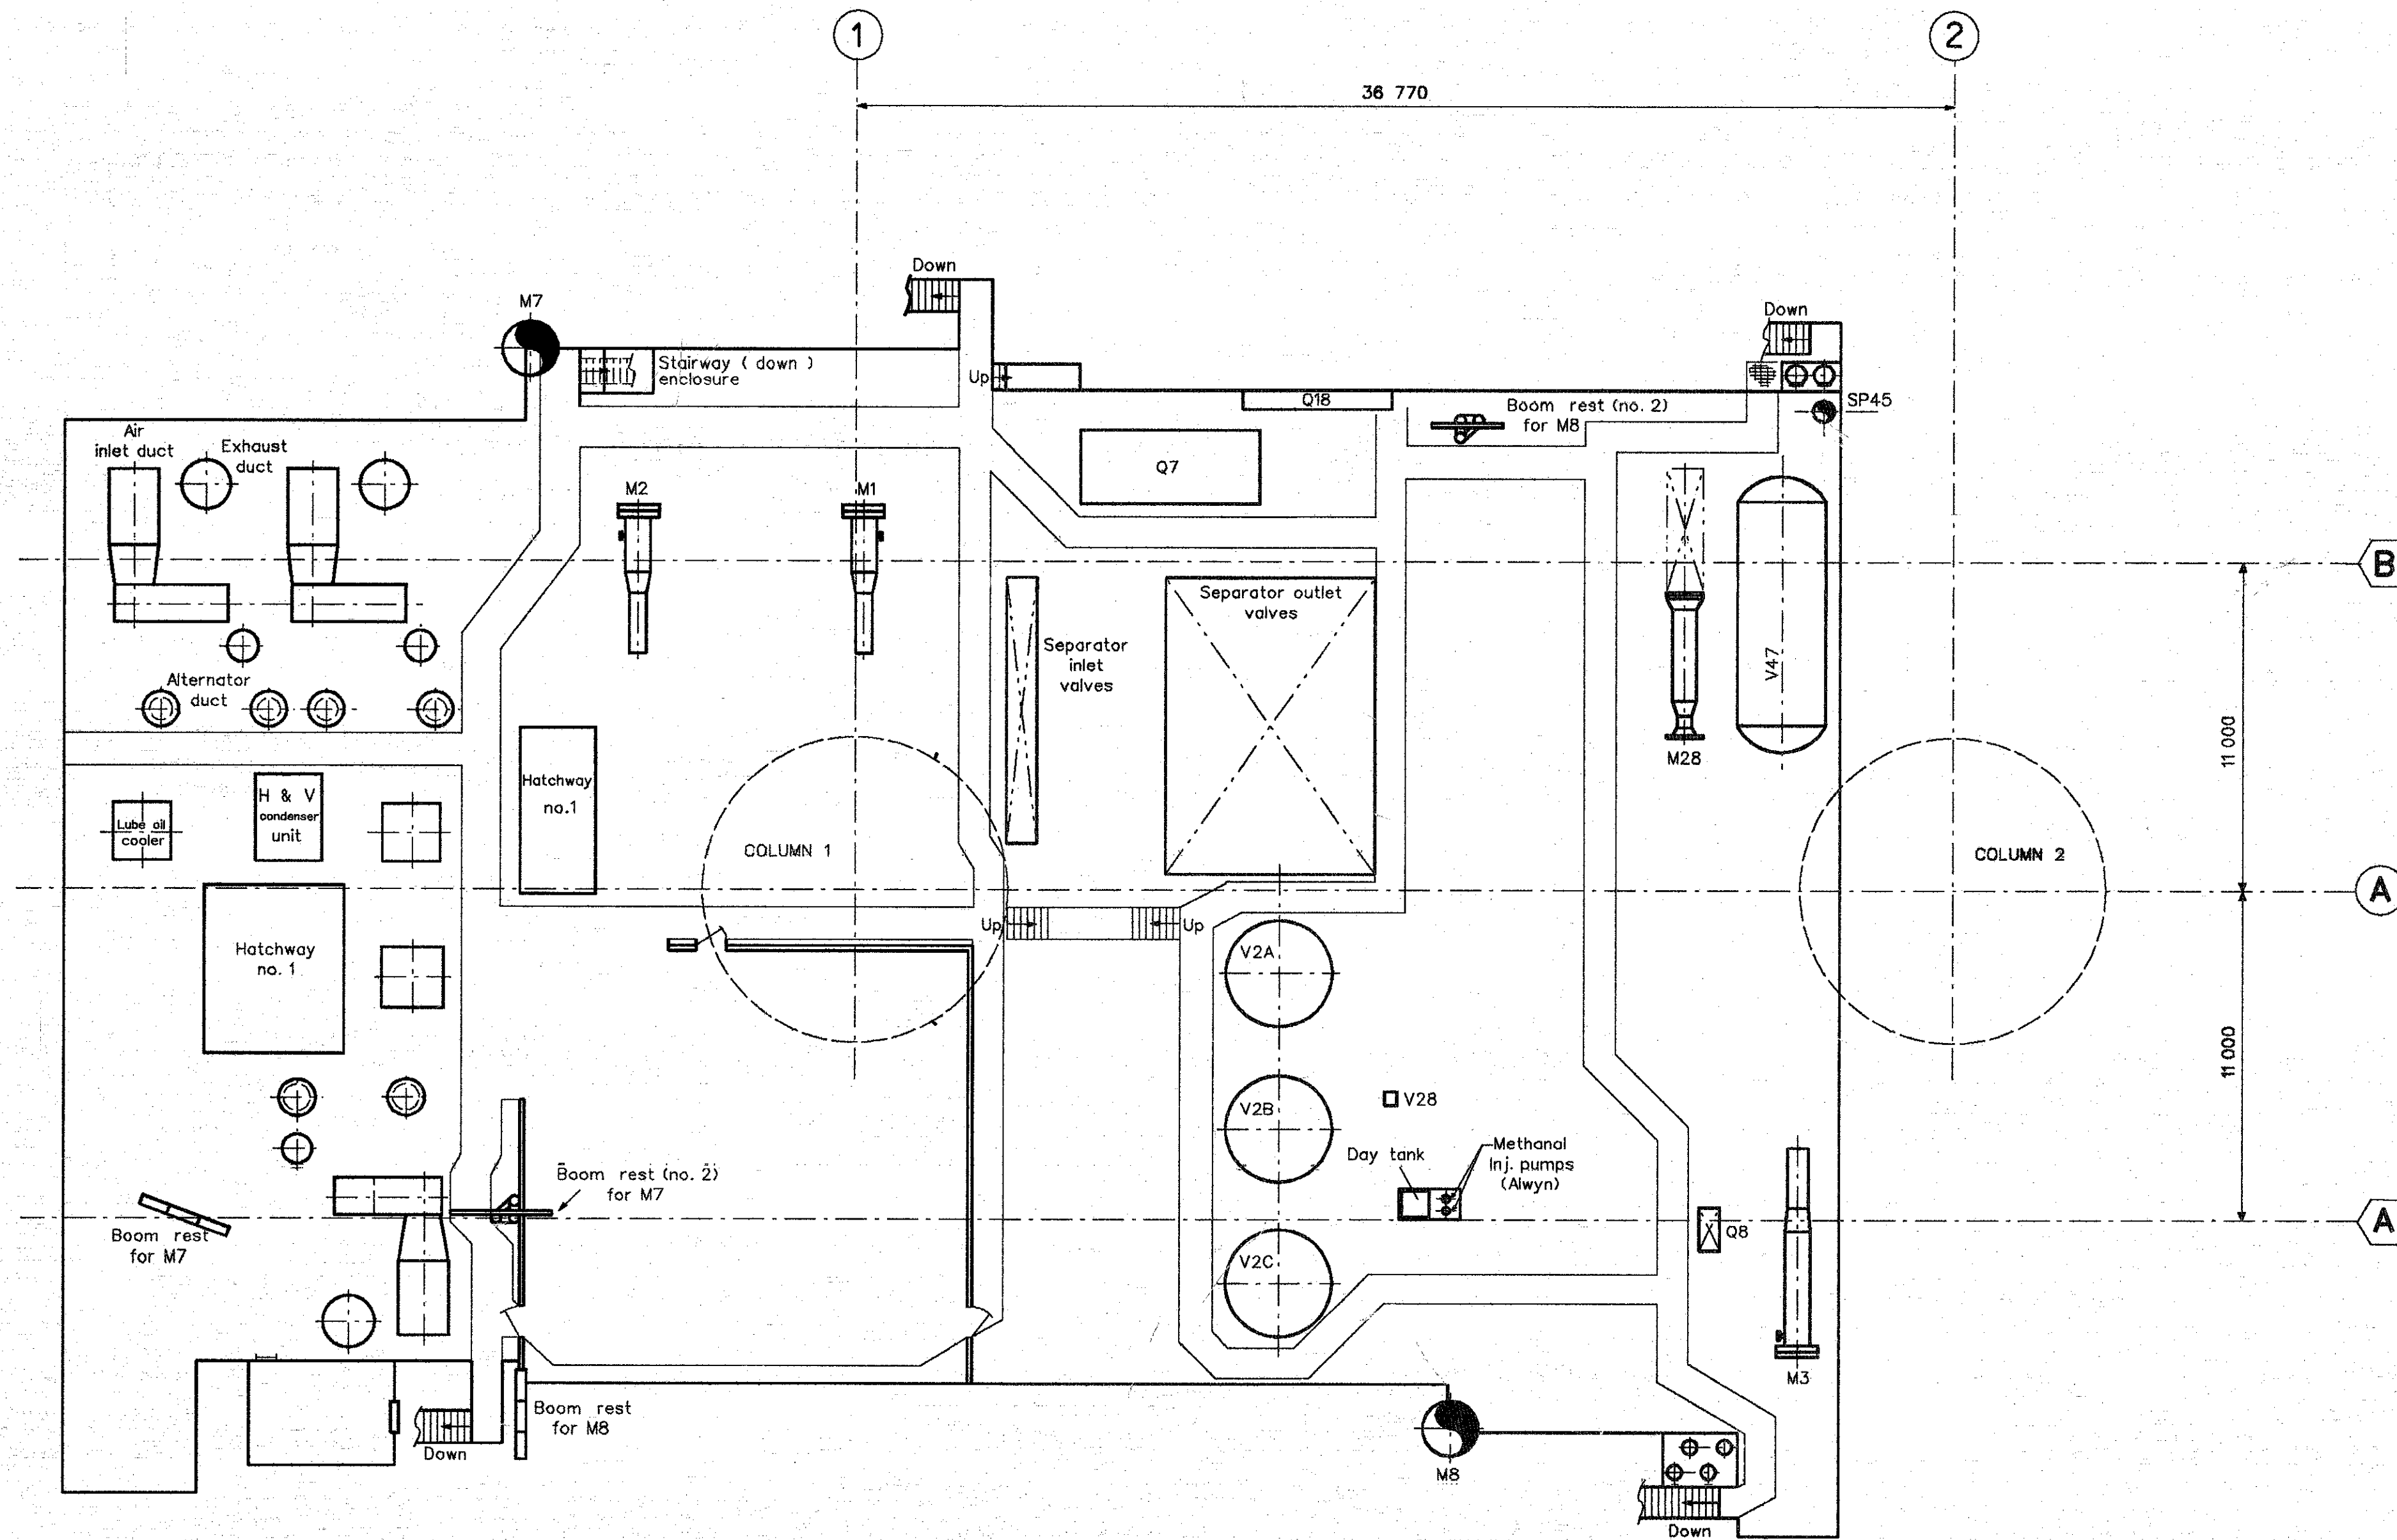 1
2
36 770
Down
M7
Down
Stairway ( down )
enclosure
Up
Q18
Boom rest (no. 2)
for M8
SP45
Air
inlet duct
Exhaust
duct
Q7
M2
M1
B
Separator outlet
valves
Separator
inlet
valves
V47
Alternator
duct
11 000
M28
Hatchway
no.1
H & V
condenser
unit
Lube oil
cooler
COLUMN 1
COLUMN 2
A
Up
Up
Hatchway
no. 1
V2A
11 000
V28
V2B
Methanal
Inj. pumps
(Alwyn)
Day tank
Boom rest (no. 2)
for M7
A
Boom rest
for M7
Q8
V2C
M3
Boom rest
for M8
Down
M8
Down